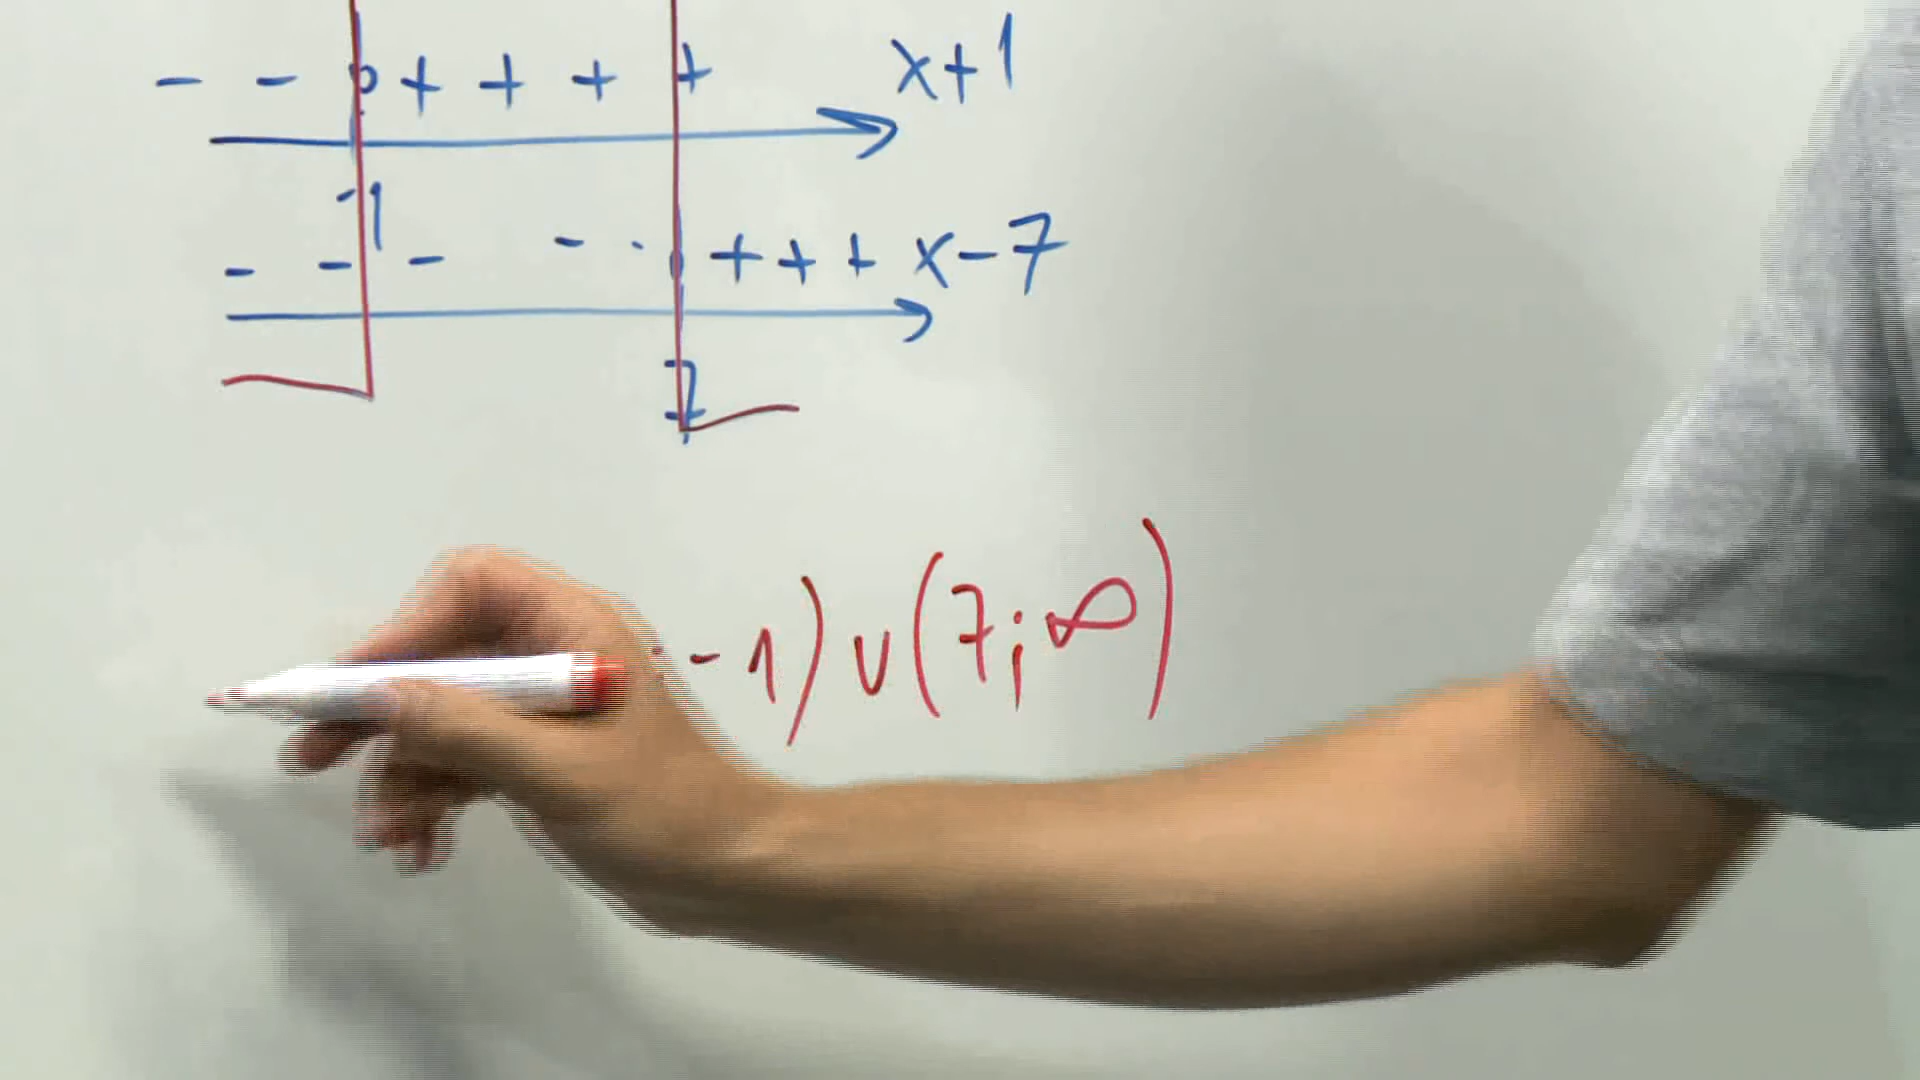 - - 0 + + + + x+1
-1
- - - - - 0 + + + x-7
7
-1) ∪ (7; ∞)